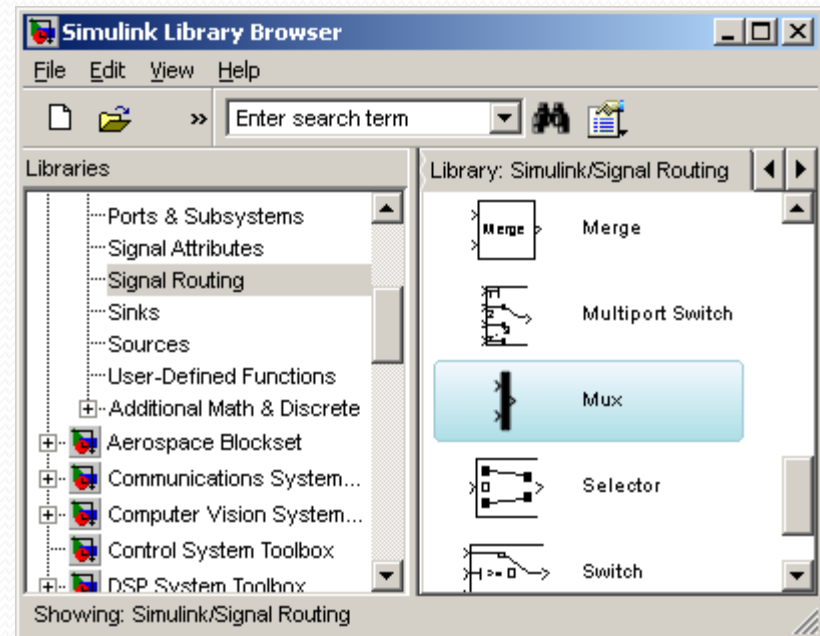 Simulink Library Browser
File Edit View Help
» Enter search term
Libraries
Library: Simulink/Signal Routing
Ports & Subsystems
Signal Attributes
Signal Routing
Sinks
Sources
User-Defined Functions
Additional Math & Discrete
Aerospace Blockset
Communications System...
Computer Vision System...
Control System Toolbox
DSP System Toolbox
Merge
Merge
Multiport Switch
Mux
Selector
Switch
Showing: Simulink/Signal Routing